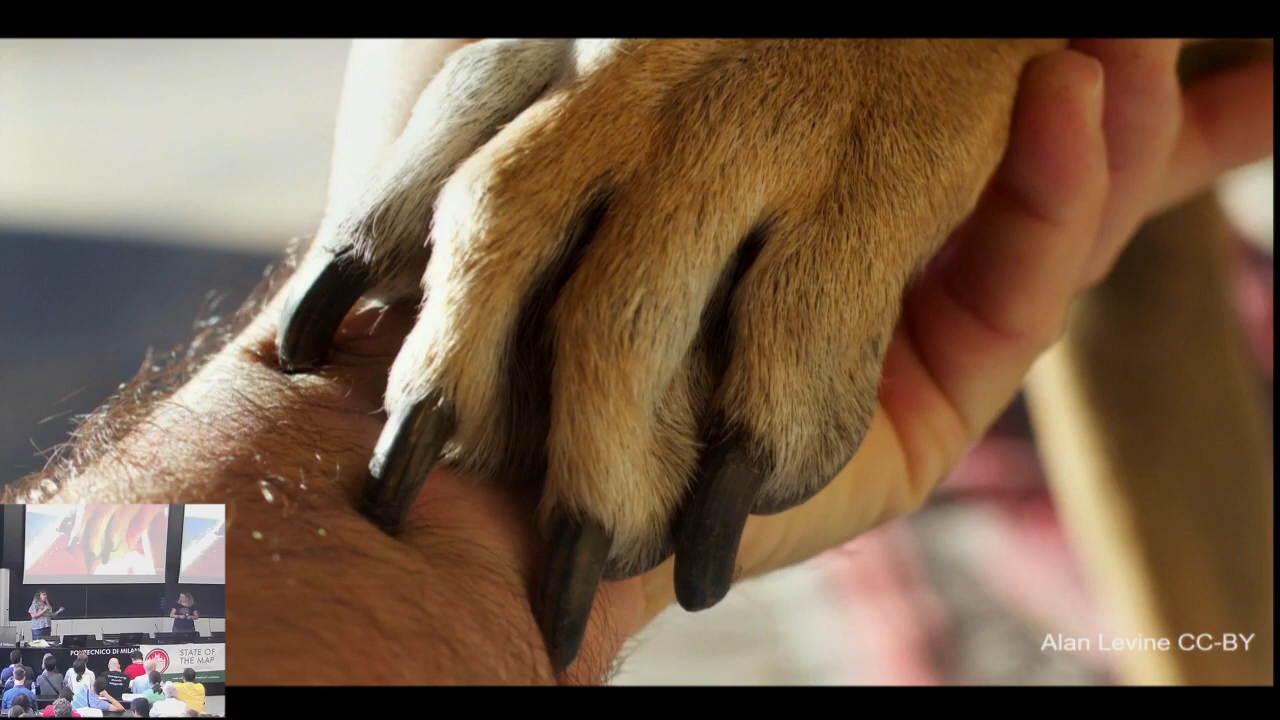 Alan Levine CC-BY
POLITECNICO DI MILANO
STATE OF
THE MAP